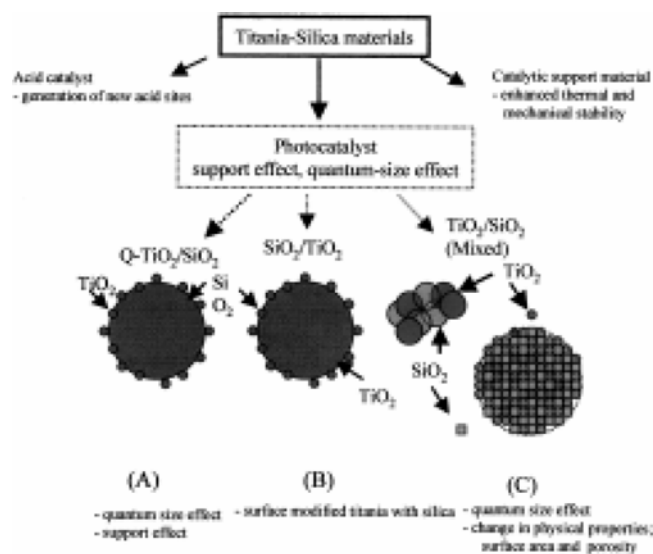 Titania-Silica materials
Acid catalyst
- generation of new acid sites
Catalytic support material
- enhanced thermal and
mechanical stability
Photocatalyst
support effect, quantum-size effect
Q-TiO2/SiO2
SiO2/TiO2
TiO2/SiO2
(Mixed)
TiO2
Si
O2
TiO2
TiO2
SiO2
(A)
(B)
(C)
- quantum size effect
- support effect
- surface modified titania with silica
- quantum size effect
- change in physical properties;
surface area and porosity